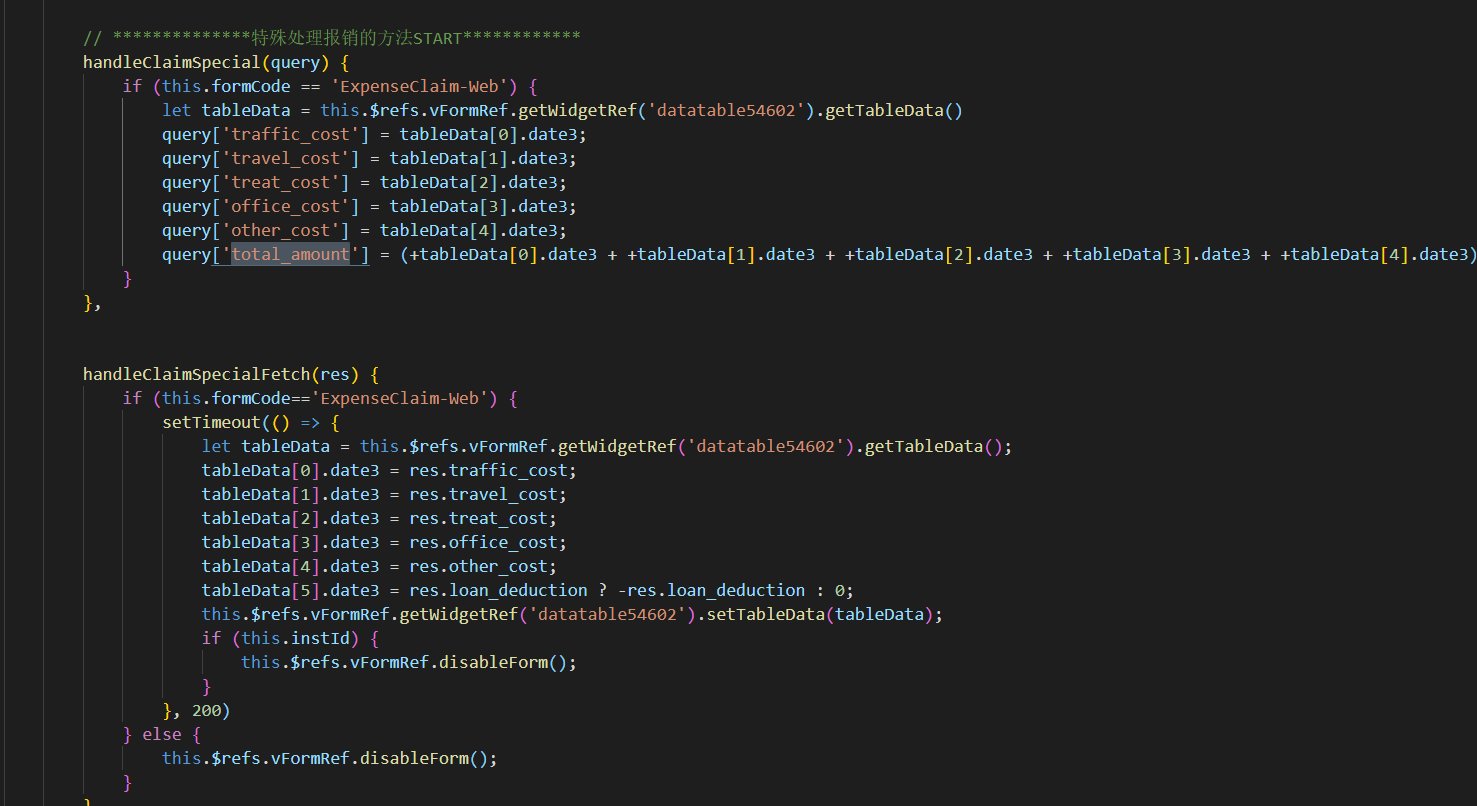 // **************特殊处理报销的方法START************
handleClaimSpecial(query) {
if (this.formCode == 'ExpenseClaim-Web') {
let tableData = this.$refs.vFormRef.getWidgetRef('datatable54602').getTableData()
query['traffic_cost'] = tableData[0].date3;
query['travel_cost'] = tableData[1].date3;
query['treat_cost'] = tableData[2].date3;
query['office_cost'] = tableData[3].date3;
query['other_cost'] = tableData[4].date3;
query['total_amount'] = (+tableData[0].date3 + +tableData[1].date3 + +tableData[2].date3 + +tableData[3].date3 + +tableData[4].date3)
}
},
handleClaimSpecialFetch(res) {
if (this.formCode=='ExpenseClaim-Web') {
setTimeout(() => {
let tableData = this.$refs.vFormRef.getWidgetRef('datatable54602').getTableData();
tableData[0].date3 = res.traffic_cost;
tableData[1].date3 = res.travel_cost;
tableData[2].date3 = res.treat_cost;
tableData[3].date3 = res.office_cost;
tableData[4].date3 = res.other_cost;
tableData[5].date3 = res.loan_deduction ? -res.loan_deduction : 0;
this.$refs.vFormRef.getWidgetRef('datatable54602').setTableData(tableData);
if (this.instId) {
this.$refs.vFormRef.disableForm();
}
}, 200)
} else {
this.$refs.vFormRef.disableForm();
}
}